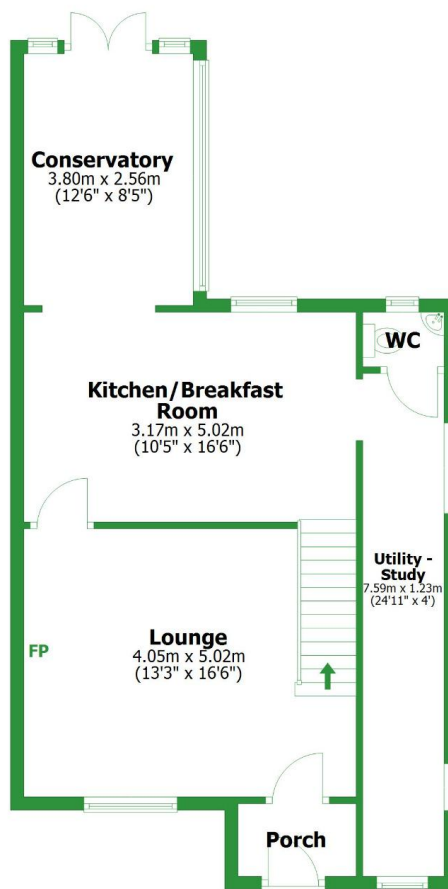 Conservatory
3.80m x 2.56m
(12'6" x 8'5")
WC
Kitchen/Breakfast
Room
3.17m x 5.02m
(10'5" x 16'6")
Utility -
Study
7.59m x 1.23m
(24'11" x 4')
Lounge
4.05m x 5.02m
(13'3" x 16'6")
FP
Porch